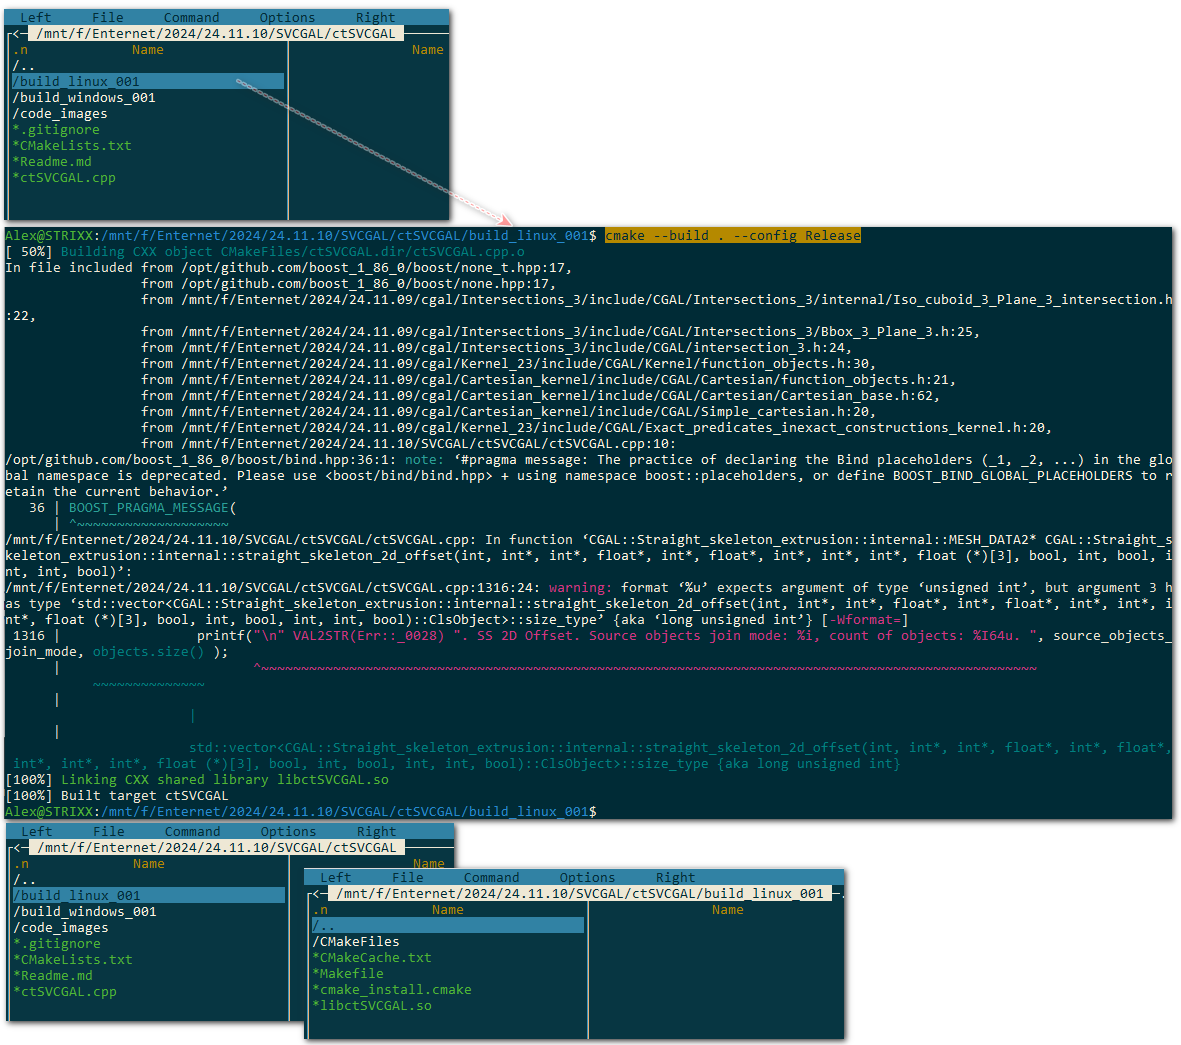 Left File Command Options Right
<─ /mnt/f/Enternet/2024/24.11.10/SVCGAL/ctSVCGAL
.n Name Name
/..
/build_linux_001
/build_windows_001
/code_images
*.gitignore
*CMakeLists.txt
*Readme.md
*ctSVCGAL.cpp
Alex@STRIXX:/mnt/f/Enternet/2024/24.11.10/SVCGAL/ctSVCGAL/build_linux_001$ cmake --build . --config Release
[ 50%] Building CXX object CMakeFiles/ctSVCGAL.dir/ctSVCGAL.cpp.o
In file included from /opt/github.com/boost_1_86_0/boost/none_t.hpp:17,
from /opt/github.com/boost_1_86_0/boost/none.hpp:17,
from /mnt/f/Enternet/2024/24.11.09/cgal/Intersections_3/include/CGAL/Intersections_3/internal/Iso_cuboid_3_Plane_3_intersection.h
:22,
from /mnt/f/Enternet/2024/24.11.09/cgal/Intersections_3/include/CGAL/Intersections_3/Bbox_3_Plane_3.h:25,
from /mnt/f/Enternet/2024/24.11.09/cgal/Intersections_3/include/CGAL/intersection_3.h:24,
from /mnt/f/Enternet/2024/24.11.09/cgal/Kernel_23/include/CGAL/Kernel/function_objects.h:30,
from /mnt/f/Enternet/2024/24.11.09/cgal/Cartesian_kernel/include/CGAL/Cartesian/function_objects.h:21,
from /mnt/f/Enternet/2024/24.11.09/cgal/Cartesian_kernel/include/CGAL/Cartesian/Cartesian_base.h:62,
from /mnt/f/Enternet/2024/24.11.09/cgal/Cartesian_kernel/include/CGAL/Simple_cartesian.h:20,
from /mnt/f/Enternet/2024/24.11.09/cgal/Kernel_23/include/CGAL/Exact_predicates_inexact_constructions_kernel.h:20,
from /mnt/f/Enternet/2024/24.11.10/SVCGAL/ctSVCGAL/ctSVCGAL.cpp:10:
/opt/github.com/boost_1_86_0/boost/bind.hpp:36:1: note: ‘#pragma message: The practice of declaring the Bind placeholders (_1, _2, ...) in the glo
bal namespace is deprecated. Please use <boost/bind/bind.hpp> + using namespace boost::placeholders, or define BOOST_BIND_GLOBAL_PLACEHOLDERS to r
etain the current behavior.’
36 | BOOST_PRAGMA_MESSAGE(
| ^~~~~~~~~~~~~~~~~~~~
/mnt/f/Enternet/2024/24.11.10/SVCGAL/ctSVCGAL/ctSVCGAL.cpp: In function ‘CGAL::Straight_skeleton_extrusion::internal::MESH_DATA2* CGAL::Straight_s
keleton_extrusion::internal::straight_skeleton_2d_offset(int, int*, int*, float*, int*, float*, int*, int*, int*, float (*)[3], bool, int, bool, i
nt, int, bool)’:
/mnt/f/Enternet/2024/24.11.10/SVCGAL/ctSVCGAL/ctSVCGAL.cpp:1316:24: warning: format ‘%u’ expects argument of type ‘unsigned int’, but argument 3 h
as type ‘std::vector<CGAL::Straight_skeleton_extrusion::internal::straight_skeleton_2d_offset(int, int*, int*, float*, int*, float*, int*, int*, i
nt*, float (*)[3], bool, int, bool, int, int, bool)::ClsObject>::size_type’ {aka ‘long unsigned int’} [-Wformat=]
1316 | printf("\n" VAL2STR(Err::_0028) ". SS 2D Offset. Source objects join mode: %i, count of objects: %I64u. ", source_objects_
join_mode, objects.size() );
| ^~~~~~~~~~~~~~~~~~~~~~~~~~~~~~~~~~~~~~~~~~~~~~~~~~~~~~~~~~~~~~~~~~~~~~~~~~~~~~~~~~~~~~~~~~~~~~~~~~
~~~~~~~~~~~~~~
|
|
|
std::vector<CGAL::Straight_skeleton_extrusion::internal::straight_skeleton_2d_offset(int, int*, int*, float*, int*, float*,
int*, int*, int*, float (*)[3], bool, int, bool, int, int, bool)::ClsObject>::size_type {aka long unsigned int}
[100%] Linking CXX shared library libctSVCGAL.so
[100%] Built target ctSVCGAL
Alex@STRIXX:/mnt/f/Enternet/2024/24.11.10/SVCGAL/ctSVCGAL/build_linux_001$
Left File Command Options Right
<─ /mnt/f/Enternet/2024/24.11.10/SVCGAL/ctSVCGAL
.n Name Name
/..
/build_linux_001
/build_windows_001
/code_images
*.gitignore
*CMakeLists.txt
*Readme.md
*ctSVCGAL.cpp
Left File Command Options Right
<─ /mnt/f/Enternet/2024/24.11.10/SVCGAL/ctSVCGAL/build_linux_001
.n Name Name
/..
/CMakeFiles
*CMakeCache.txt
*Makefile
*cmake_install.cmake
*libctSVCGAL.so